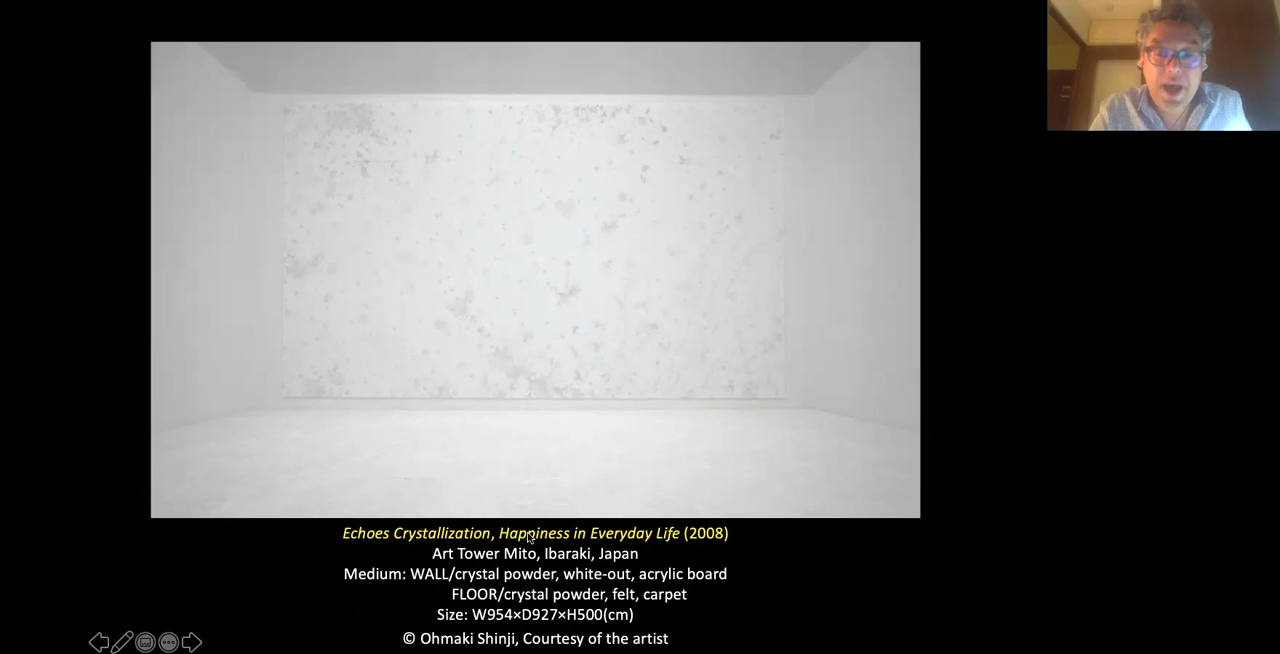 Echoes Crystallization, Happiness in Everyday Life (2008)
Art Tower Mito, Ibaraki, Japan
Medium: WALL/crystal powder, white-out, acrylic board
FLOOR/crystal powder, felt, carpet
Size: W954×D927×H500(cm)
© Ohmaki Shinji, Courtesy of the artist